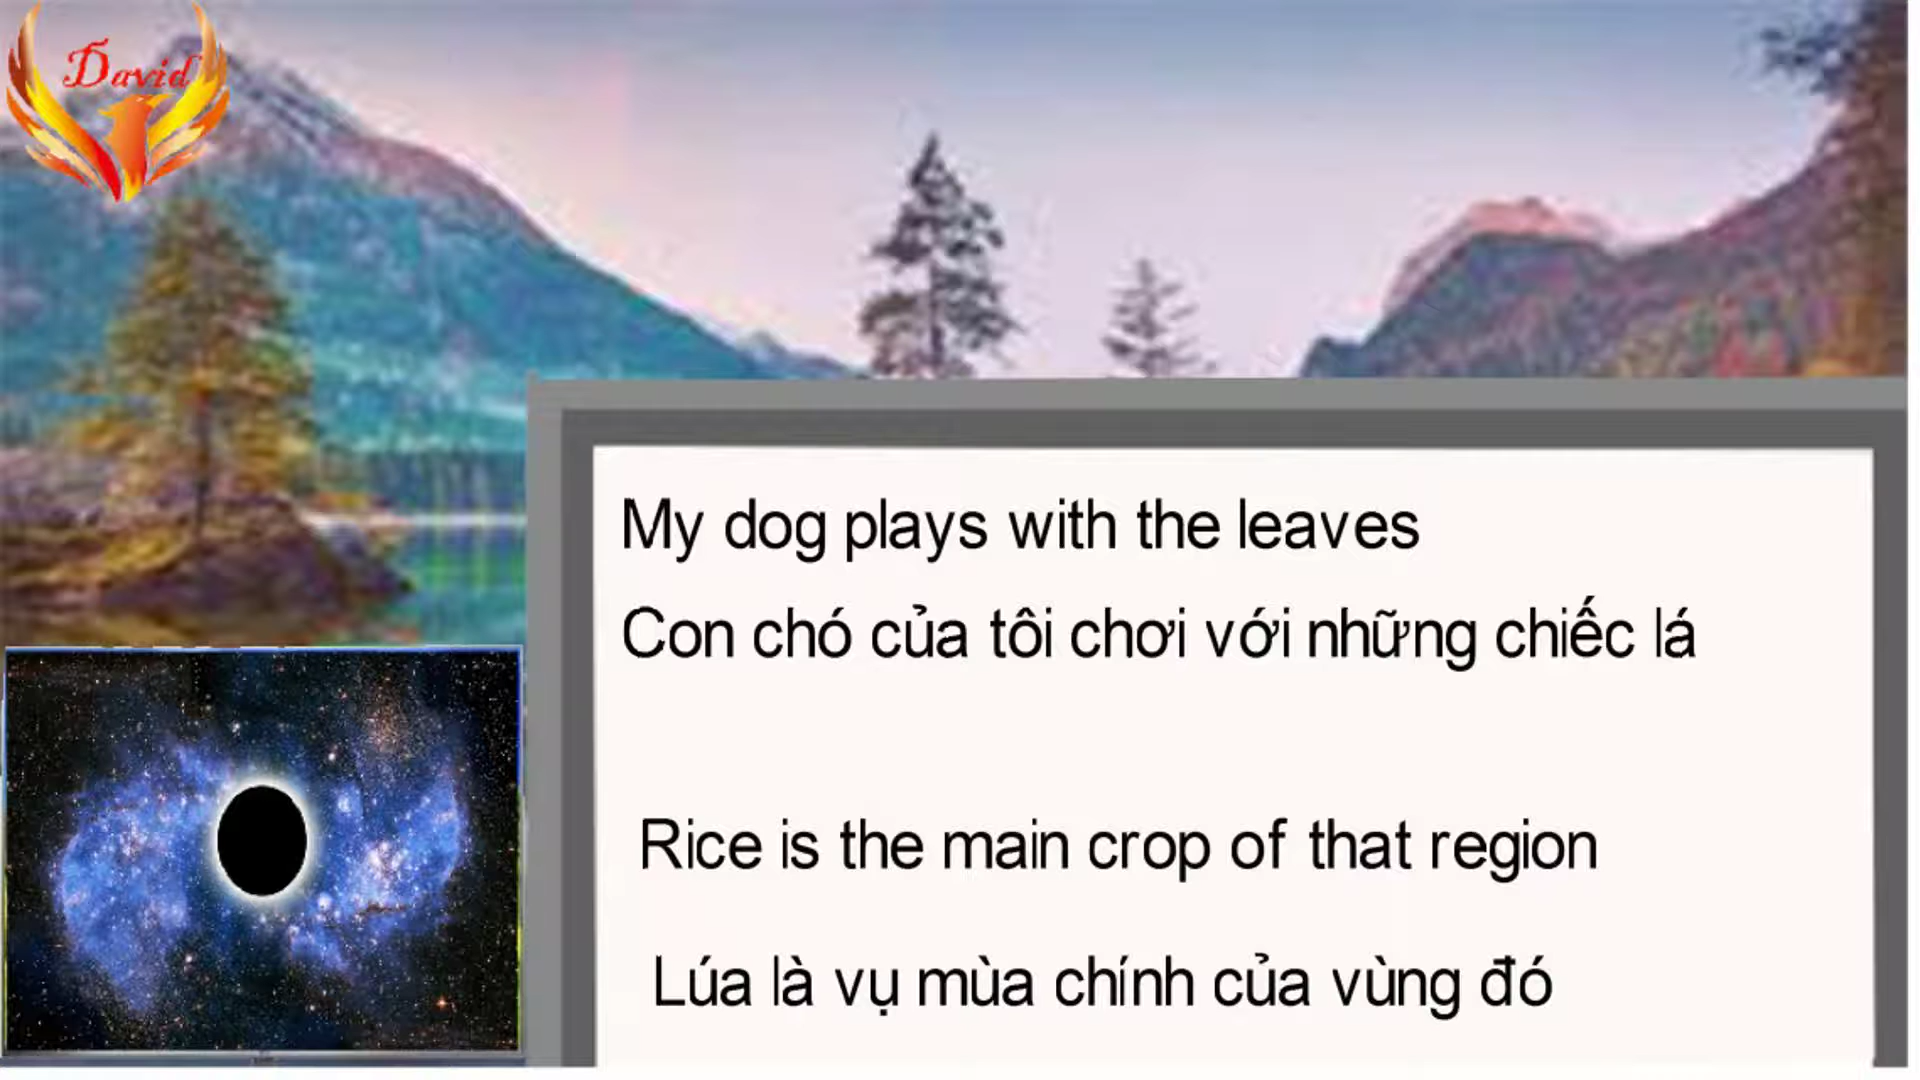 David
My dog plays with the leaves
Con chó của tôi chơi với những chiếc lá
Rice is the main crop of that region
Lúa là vụ mùa chính của vùng đó